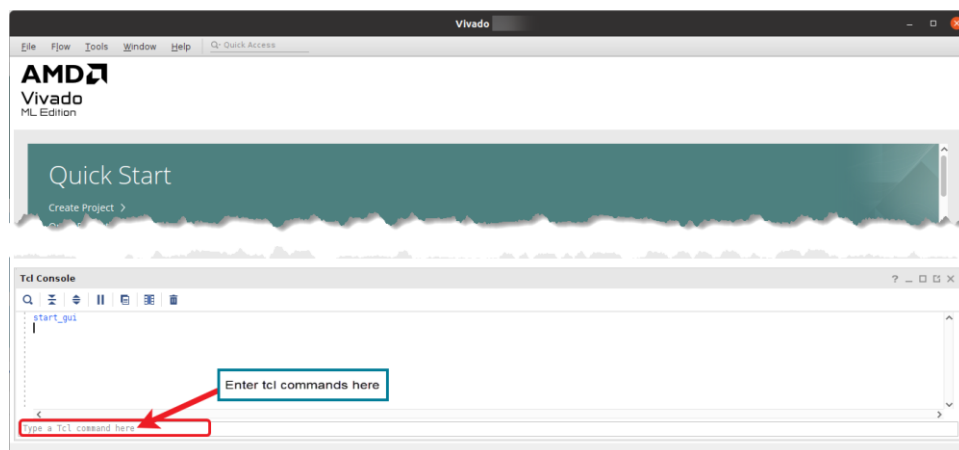 Vivado
File Flow Tools Window Help Q- Quick Access
AMD
Vivado
ML Edition
Quick Start
Create Project >
Tcl Console
start_gui
Enter tcl commands here
Type a Tcl command here